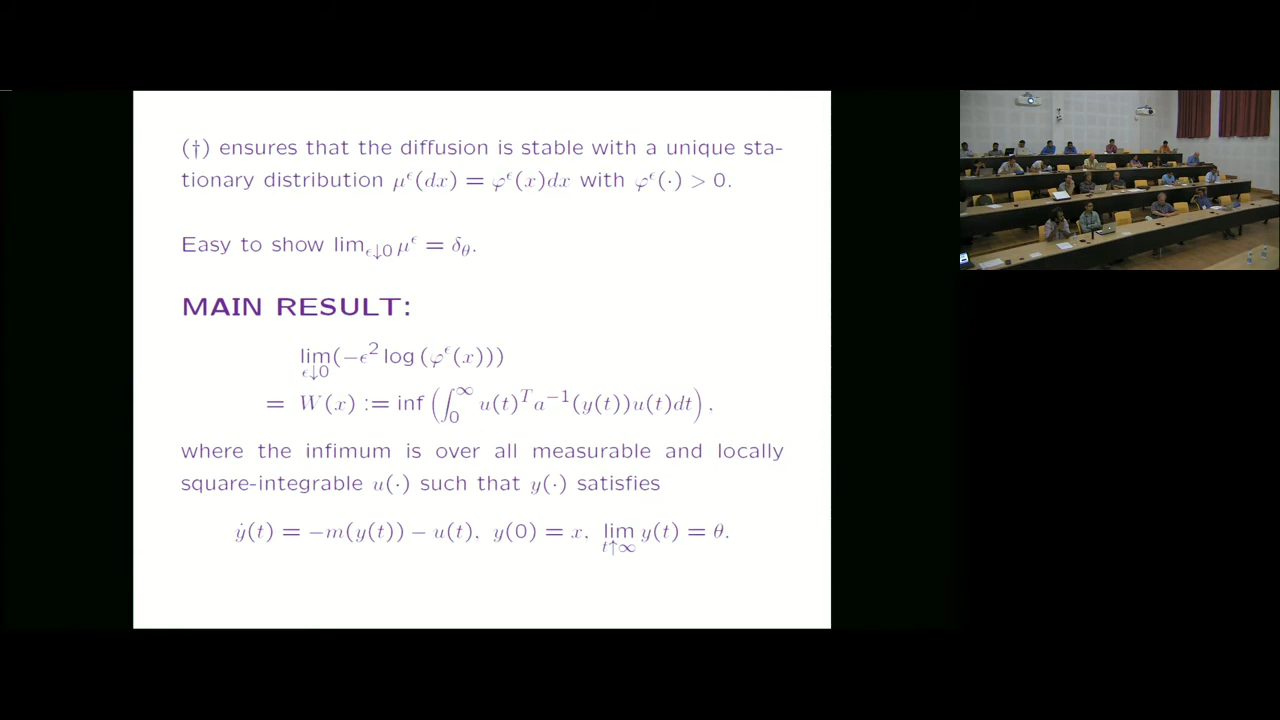 (†) ensures that the diffusion is stable with a unique sta-
tionary distribution μ^ϵ(dx) = φ^ϵ(x)dx with φ^ϵ(·) > 0.
Easy to show lim_{ϵ↓0} μ^ϵ = δ_θ.
MAIN RESULT:
lim_{ϵ↓0}(−ϵ² log (φ^ϵ(x)))
= W(x) := inf (∫_0^∞ u(t)^T a^{−1}(y(t))u(t)dt),
where the infimum is over all measurable and locally
square-integrable u(·) such that y(·) satisfies
ẏ(t) = −m(y(t)) − u(t), y(0) = x, lim_{t↑∞} y(t) = θ.